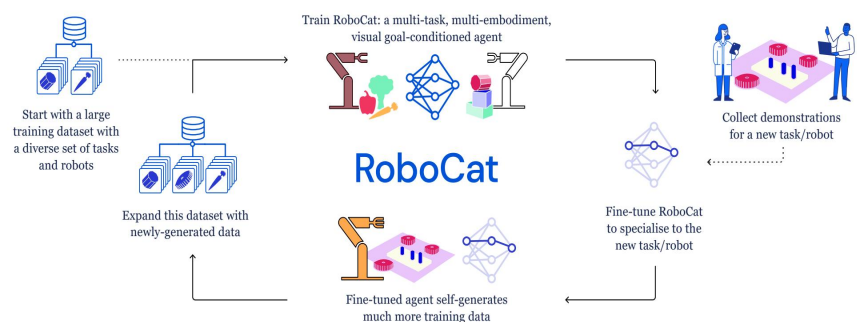 Train RoboCat: a multi-task, multi-embodiment,
visual goal-conditioned agent
Start with a large
training dataset with
a diverse set of tasks
and robots
Collect demonstrations
for a new task/robot
RoboCat
Expand this dataset with
newly-generated data
Fine-tune RoboCat
to specialise to the
new task/robot
Fine-tuned agent self-generates
much more training data